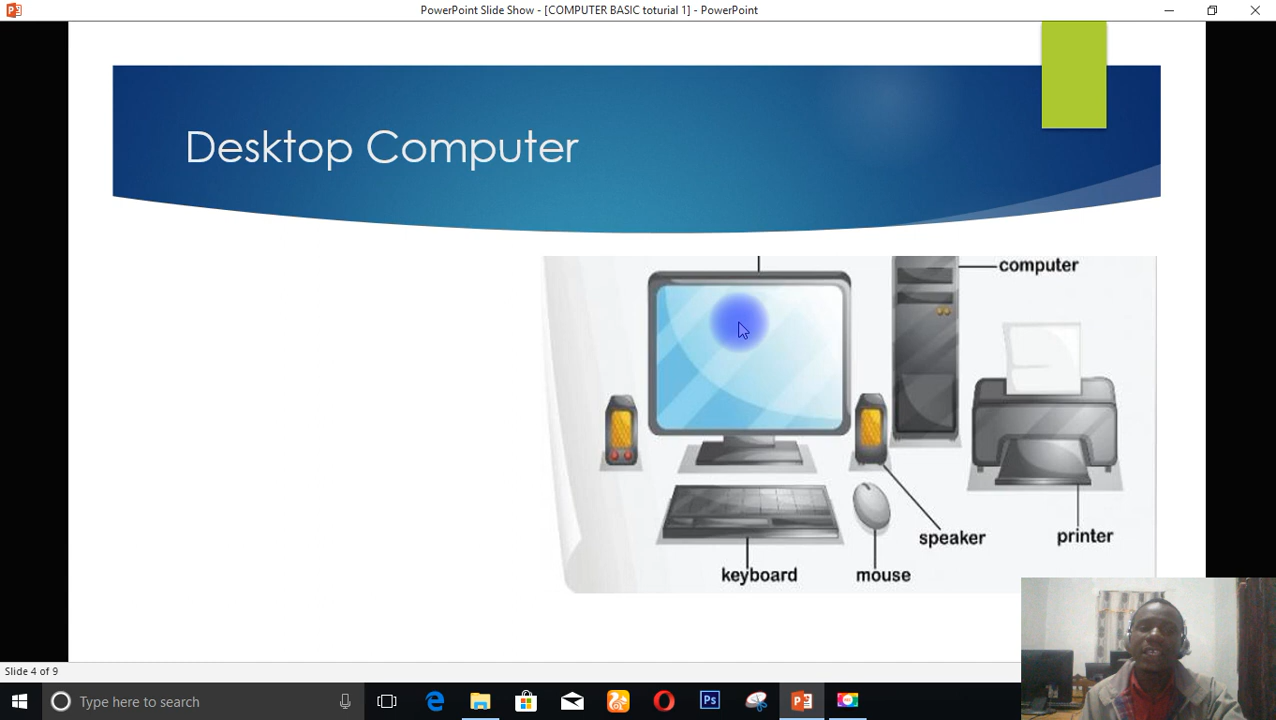 PowerPoint Slide Show - [COMPUTER BASIC toturial 1] - PowerPoint
Desktop Computer
computer
speaker
printer
keyboard
mouse
Slide 4 of 9
Type here to search
Ps